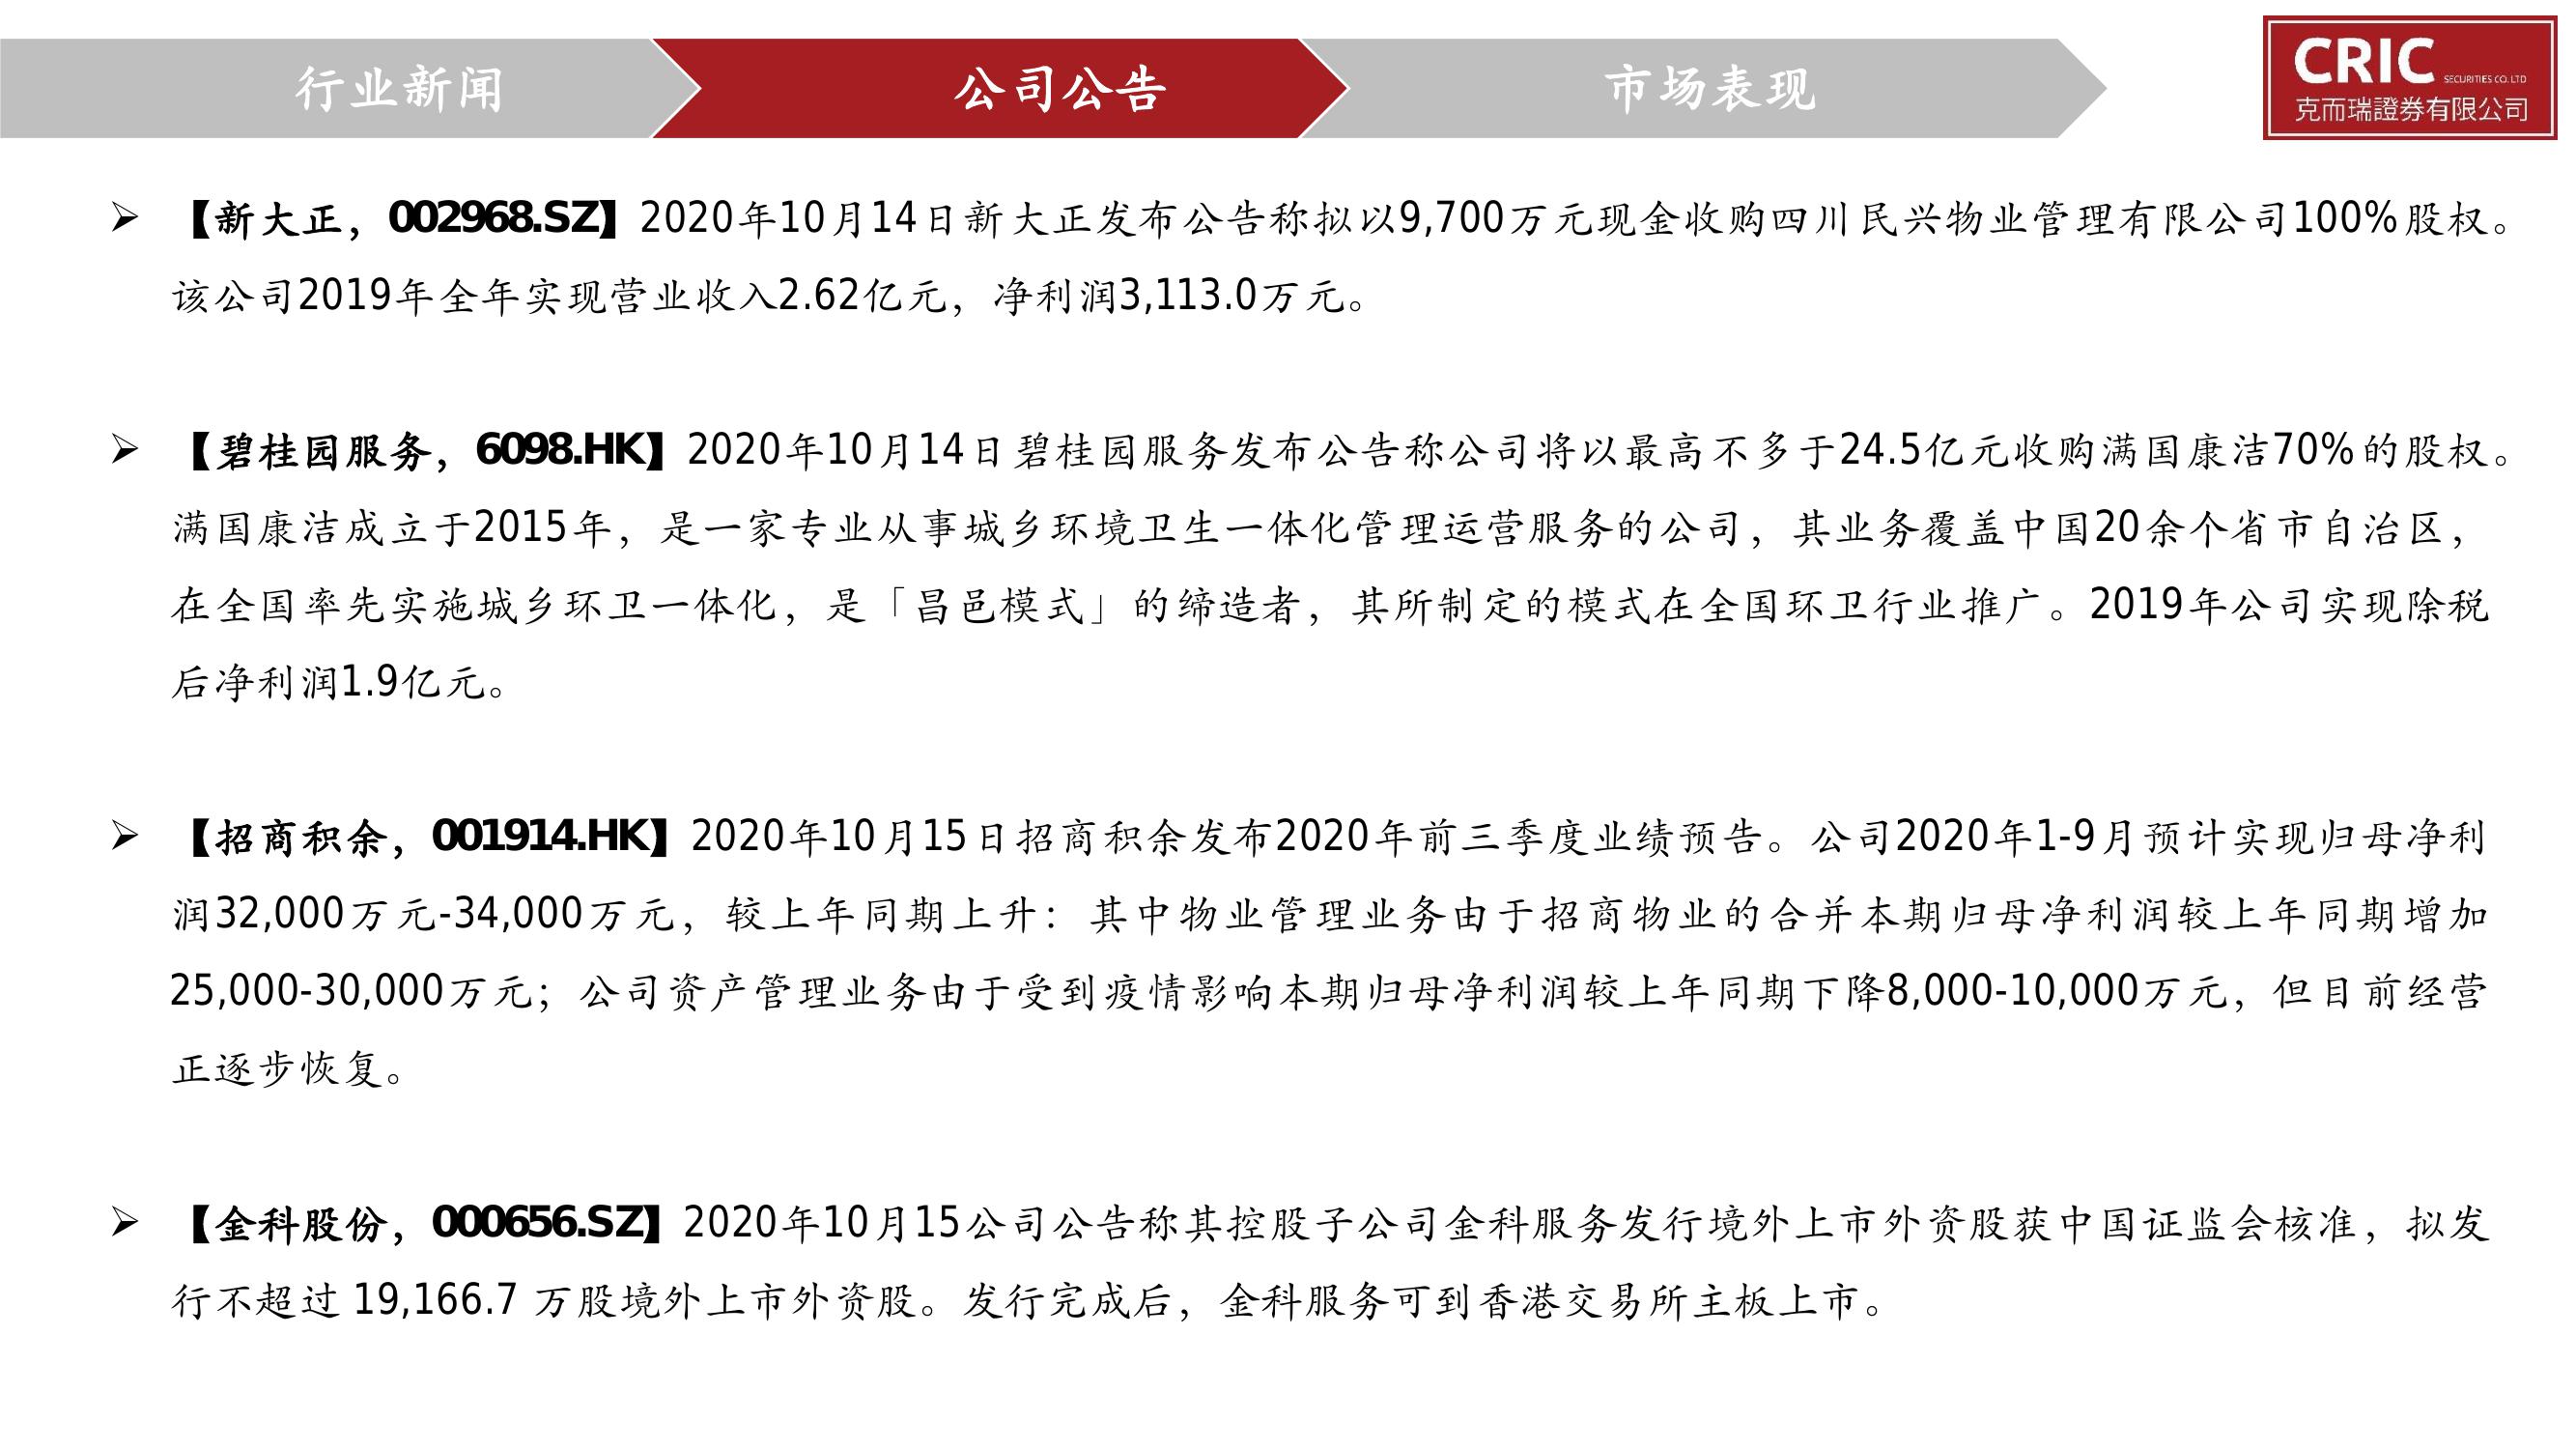 行业新闻
公司公告
市场表现
CRIC SECURITIES CO. LTD
克而瑞證券有限公司
【新大正，002968.SZ】2020年10月14日新大正发布公告称拟以9,700万元现金收购四川民兴物业管理有限公司100%股权。
该公司2019年全年实现营业收入2.62亿元，净利润3,113.0万元。
【碧桂园服务，6098.HK】2020年10月14日碧桂园服务发布公告称公司将以最高不多于24.5亿元收购满国康洁70%的股权。
满国康洁成立于2015年，是一家专业从事城乡环境卫生一体化管理运营服务的公司，其业务覆盖中国20余个省市自治区，
在全国率先实施城乡环卫一体化，是「昌邑模式」的缔造者，其所制定的模式在全国环卫行业推广。2019年公司实现除税
后净利润1.9亿元。
【招商积余，001914.HK】2020年10月15日招商积余发布2020年前三季度业绩预告。公司2020年1-9月预计实现归母净利
润32,000万元-34,000万元，较上年同期上升：其中物业管理业务由于招商物业的合并本期归母净利润较上年同期增加
25,000-30,000万元；公司资产管理业务由于受到疫情影响本期归母净利润较上年同期下降8,000-10,000万元，但目前经营
正逐步恢复。
【金科股份，000656.SZ】2020年10月15公司公告称其控股子公司金科服务发行境外上市外资股获中国证监会核准，拟发
行不超过 19,166.7 万股境外上市外资股。发行完成后，金科服务可到香港交易所主板上市。